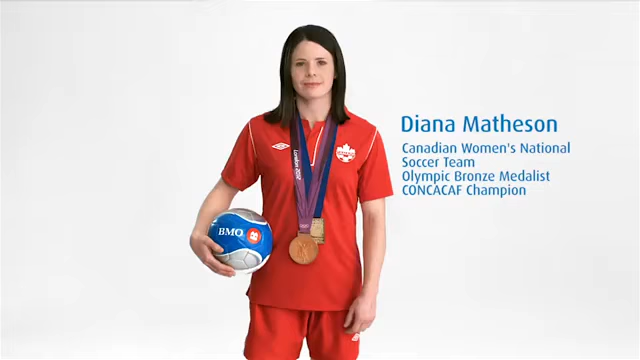 Diana Matheson
Canadian Women's National
Soccer Team
Olympic Bronze Medalist
CONCACAF Champion
London 2012
BMO